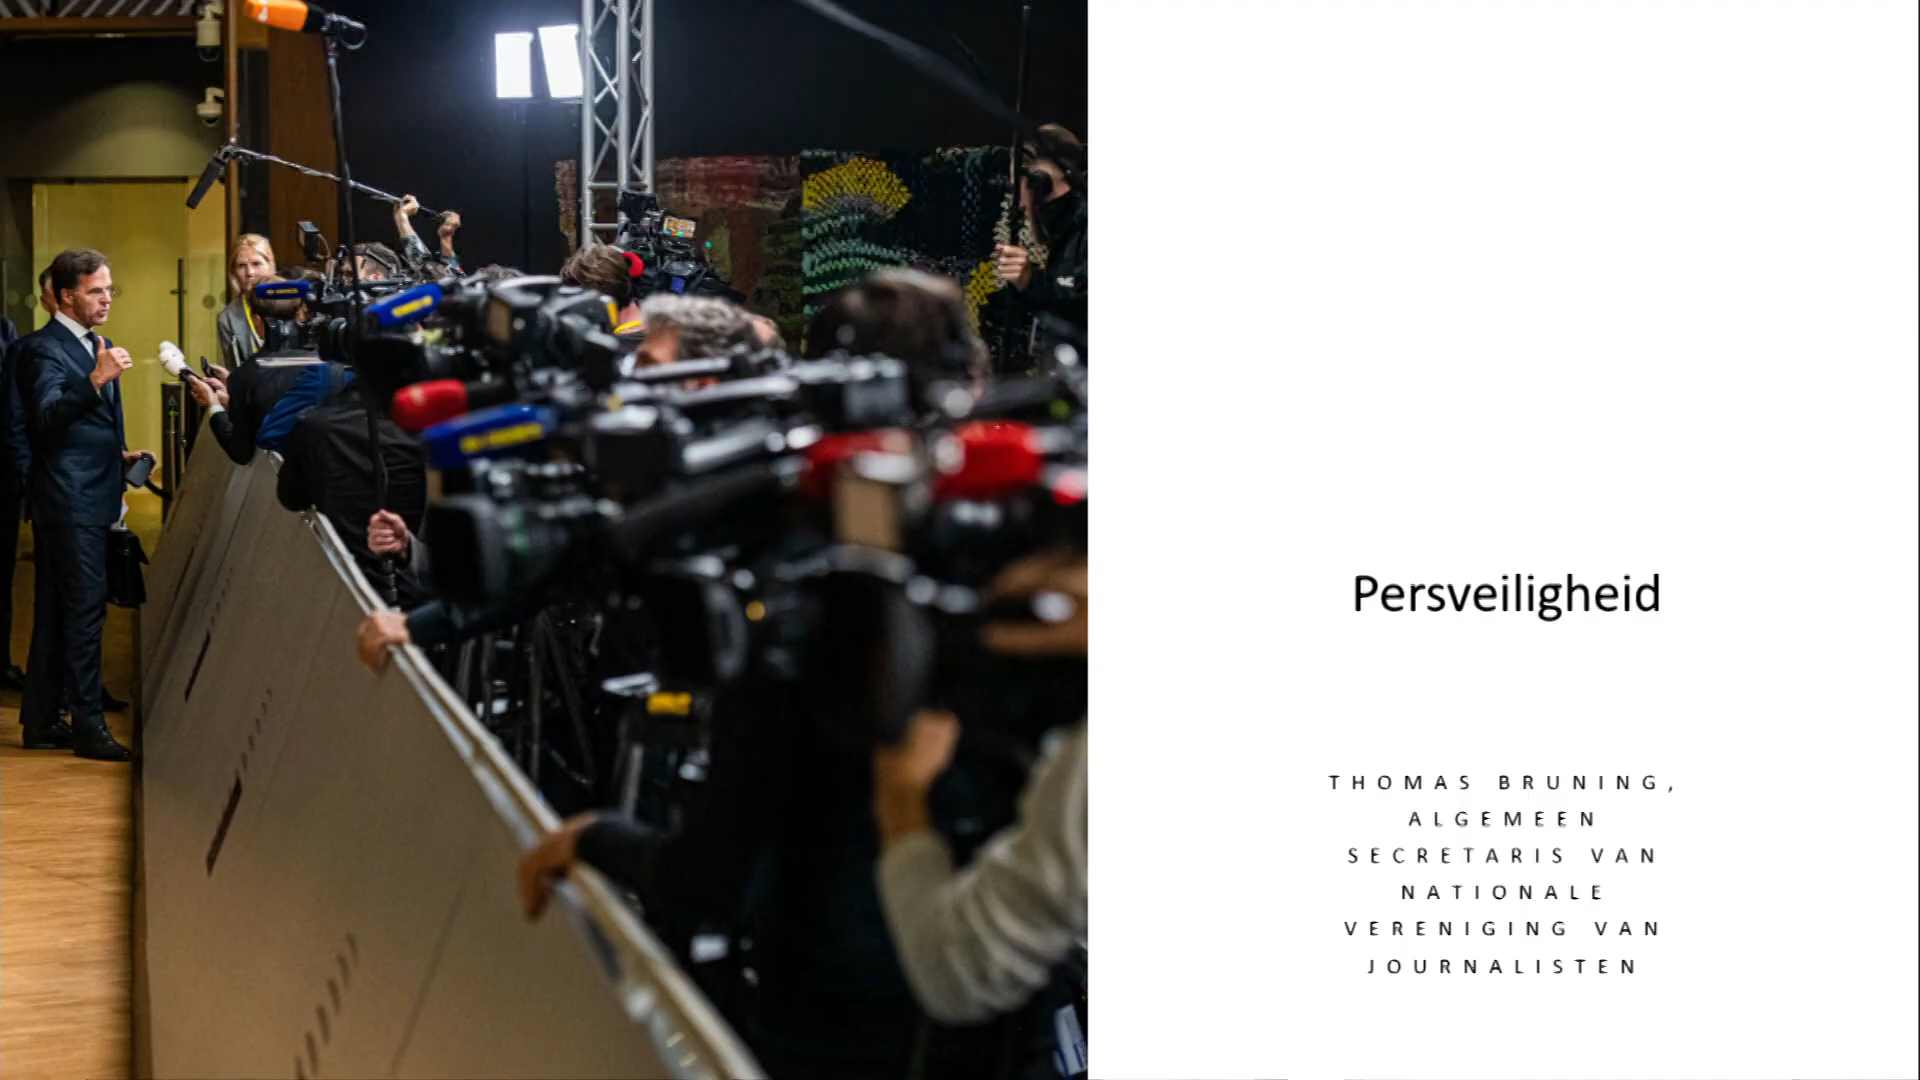 Persveiligheid
THOMAS BRUNING,
ALGEMEEN
SECRETARIS VAN
NATIONALE
VERENIGING VAN
JOURNALISTEN